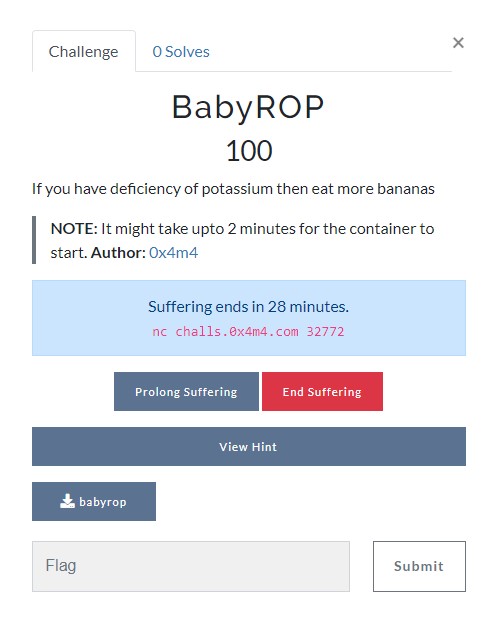 Challenge
0 Solves
×
BabyROP
100
If you have deficiency of potassium then eat more bananas
NOTE: It might take upto 2 minutes for the container to
start. Author: 0x4m4
Suffering ends in 28 minutes.
nc challs.0x4m4.com 32772
Prolong Suffering
End Suffering
View Hint
babyrop
Flag
Submit